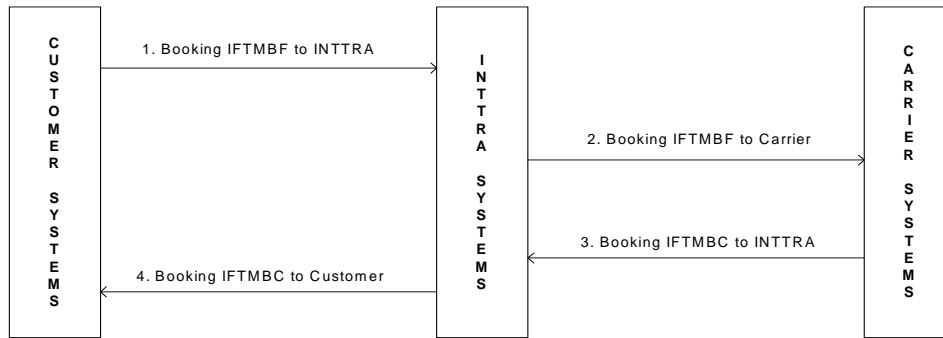 CUSTOMER SYSTEMS
1. Booking IFTMBF to INTTRA
4. Booking IFTMBC to Customer
INTTRA SYSTEMS
2. Booking IFTMBF to Carrier
3. Booking IFTMBC to INTTRA
CARRIER SYSTEMS